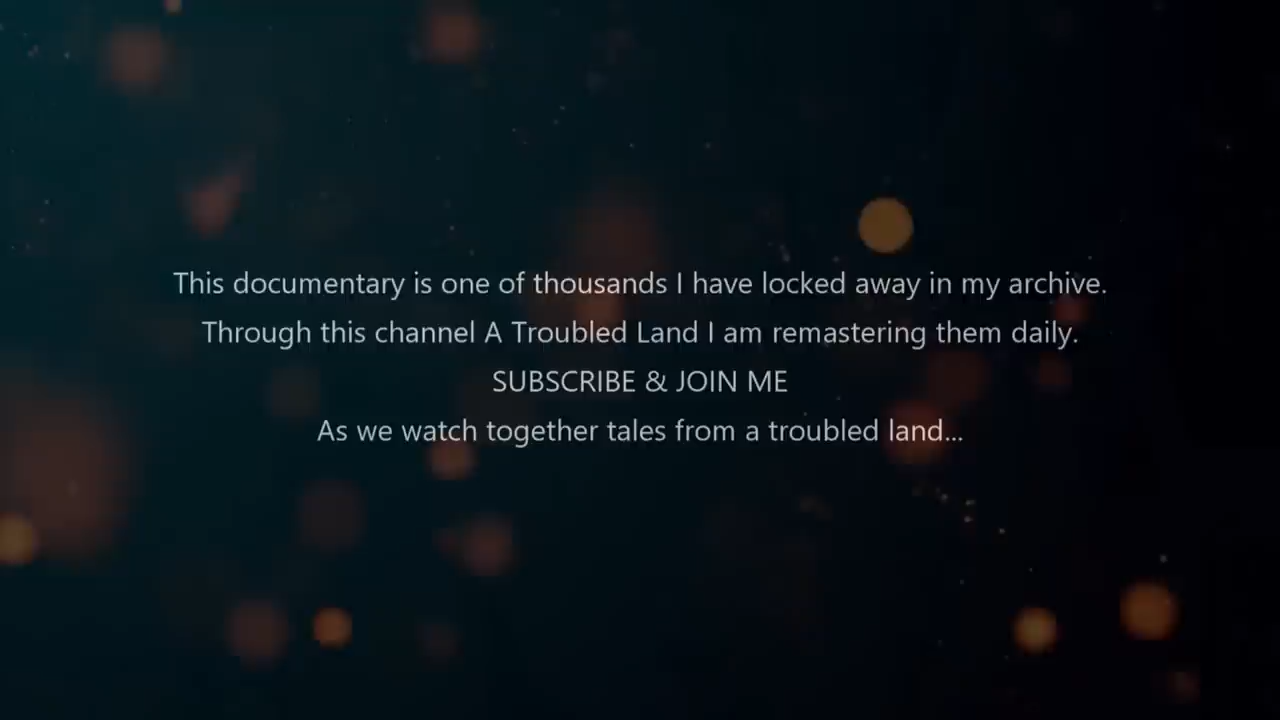 This documentary is one of thousands I have locked away in my archive.
Through this channel A Troubled Land I am remastering them daily.
SUBSCRIBE & JOIN ME
As we watch together tales from a troubled land...